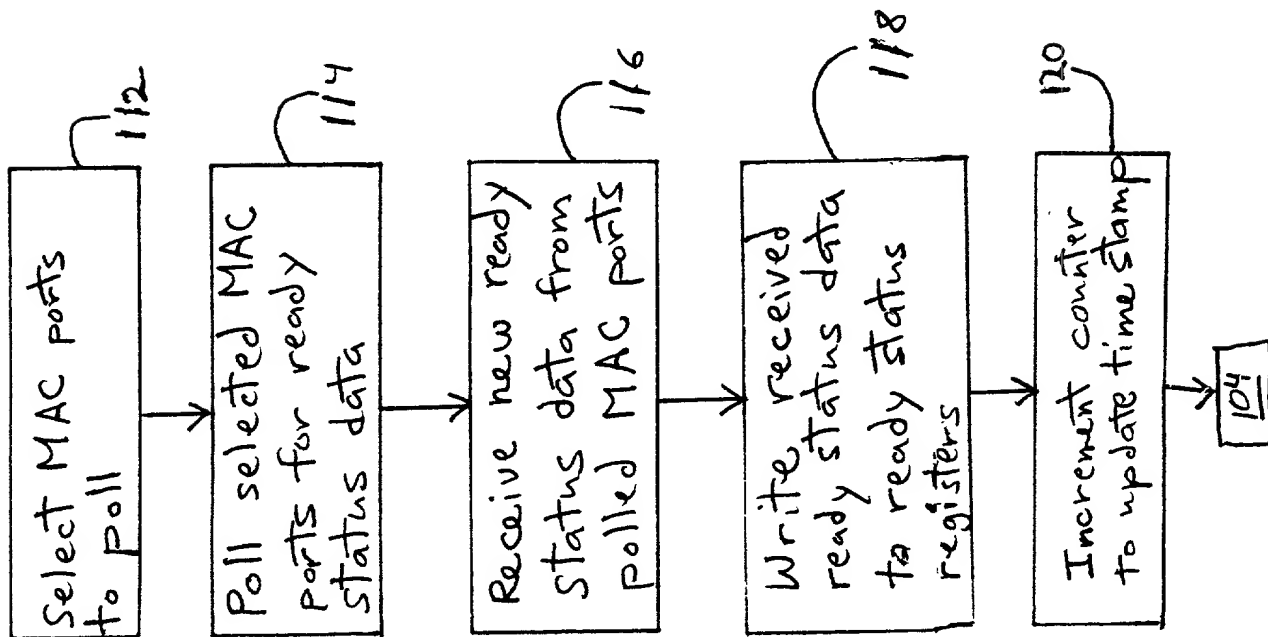 Select MAC ports
to poll
112
Poll selected MAC
ports for ready
status data
114
Receive new ready
status data from
polled MAC ports
116
Write received
ready status data
to ready status
registers
118
Increment counter
to update time stamp
120
104